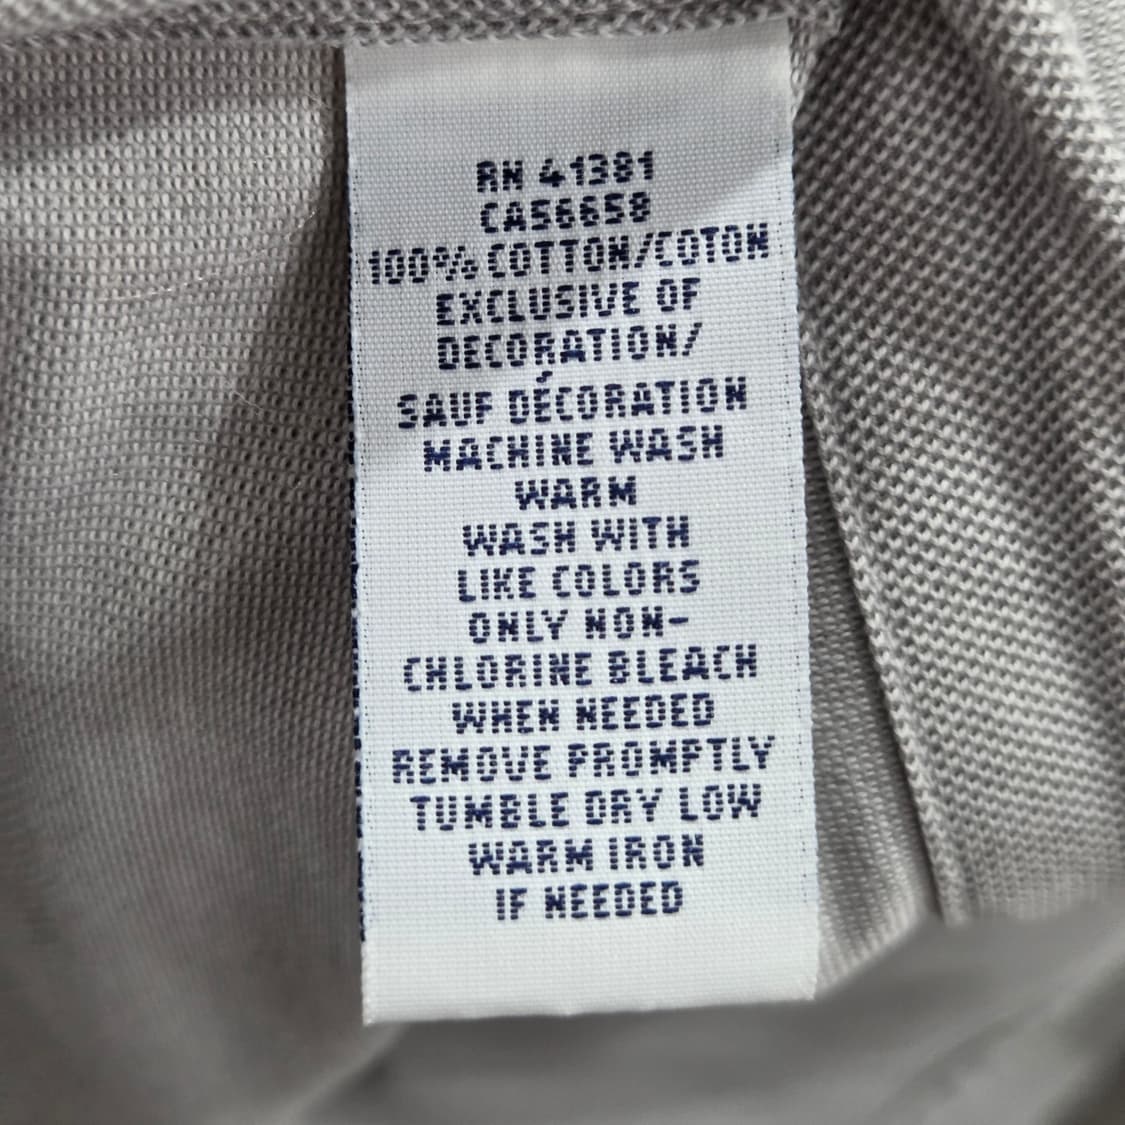 RN 41381
CA56658
100% COTTON/COTON
EXCLUSIVE OF
DECORATION/
SAUF DÉCORATION
MACHINE WASH
WARM
WASH WITH
LIKE COLORS
ONLY NON-
CHLORINE BLEACH
WHEN NEEDED
REMOVE PROMPTLY
TUMBLE DRY LOW
WARM IRON
IF NEEDED